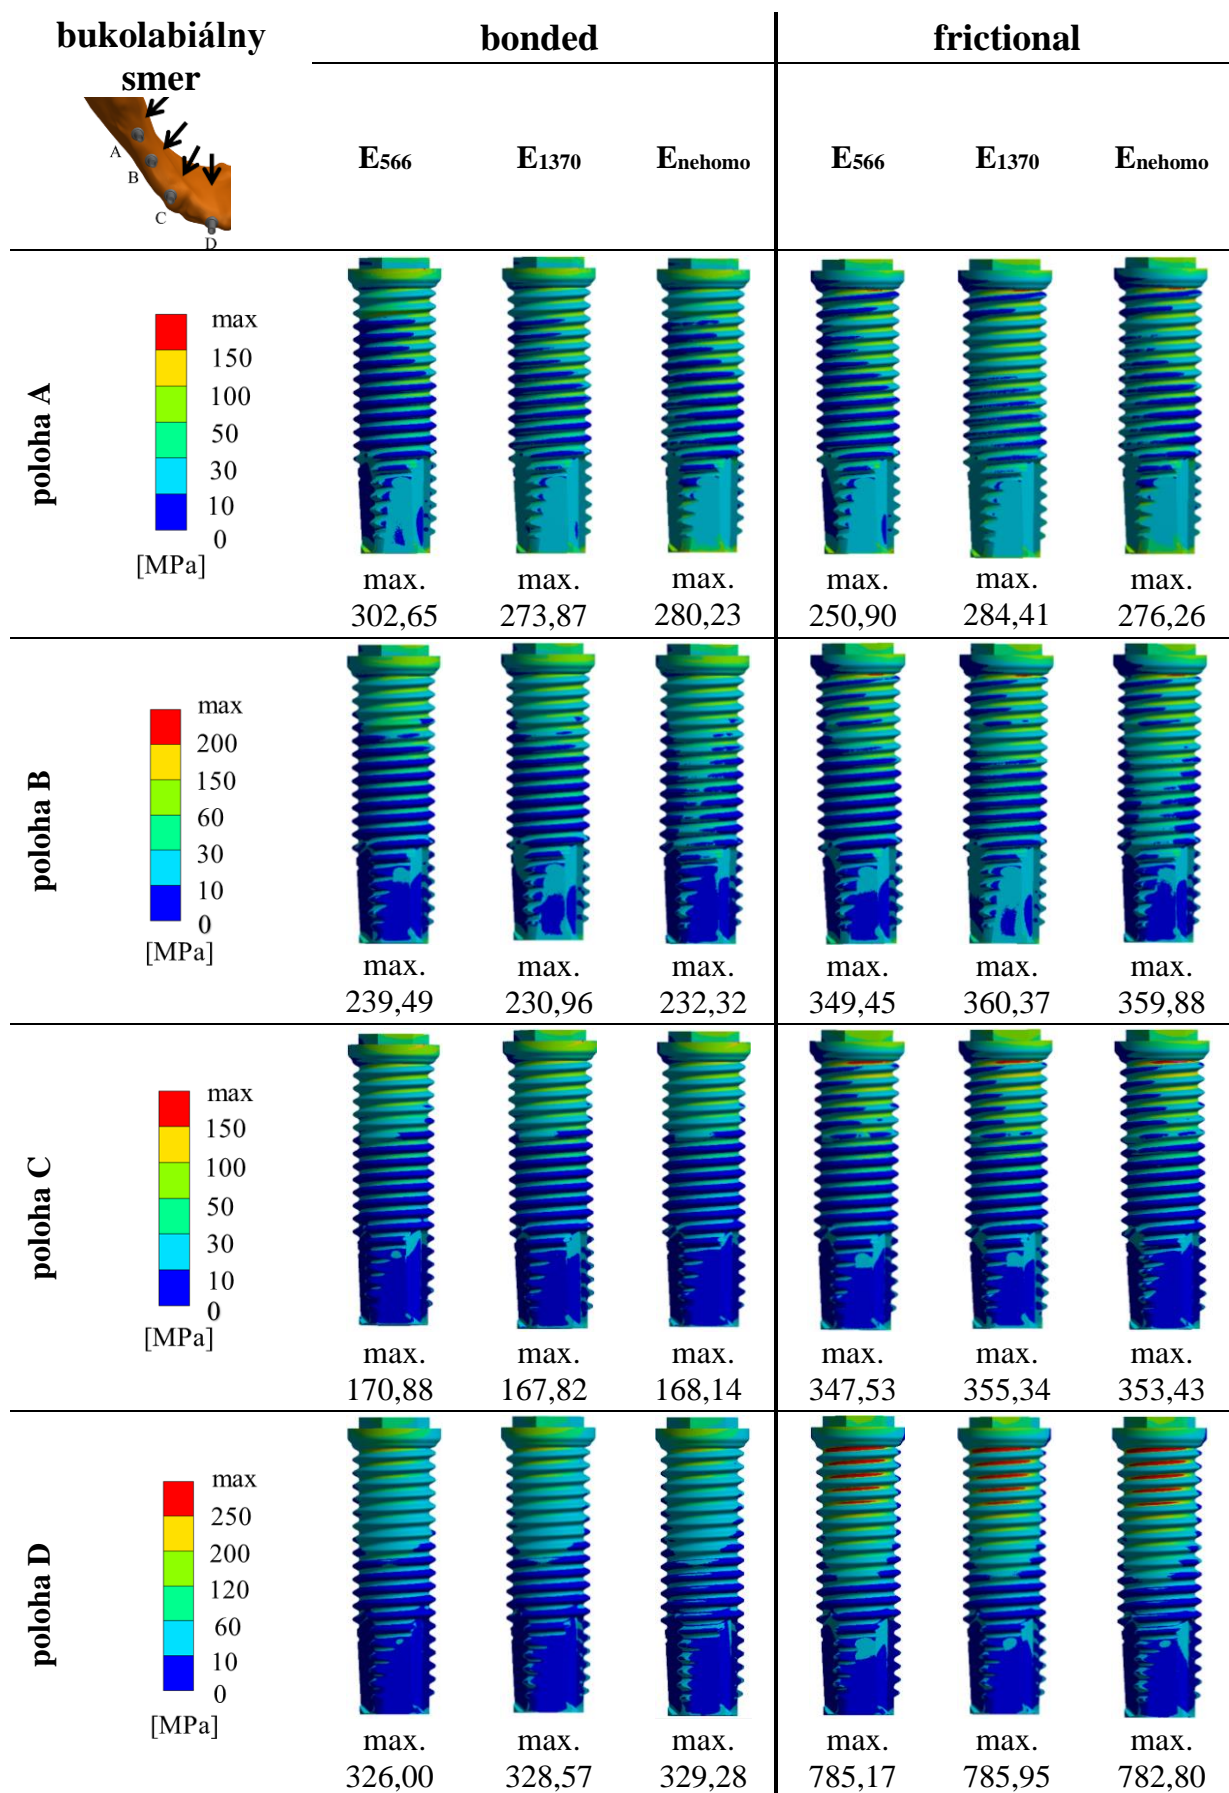 bukolabiálny
smer
bonded
frictional
A
B
C
D
E566
E1370
Enehomo
E566
E1370
Enehomo
poloha A
max
150
100
50
30
10
0
[MPa]
max.
302,65
max.
273,87
max.
280,23
max.
250,90
max.
284,41
max.
276,26
poloha B
max
200
150
60
30
10
0
[MPa]
max.
239,49
max.
230,96
max.
232,32
max.
349,45
max.
360,37
max.
359,88
poloha C
max
150
100
50
30
10
0
[MPa]
max.
170,88
max.
167,82
max.
168,14
max.
347,53
max.
355,34
max.
353,43
poloha D
max
250
200
120
60
10
0
[MPa]
max.
326,00
max.
328,57
max.
329,28
max.
785,17
max.
785,95
max.
782,80